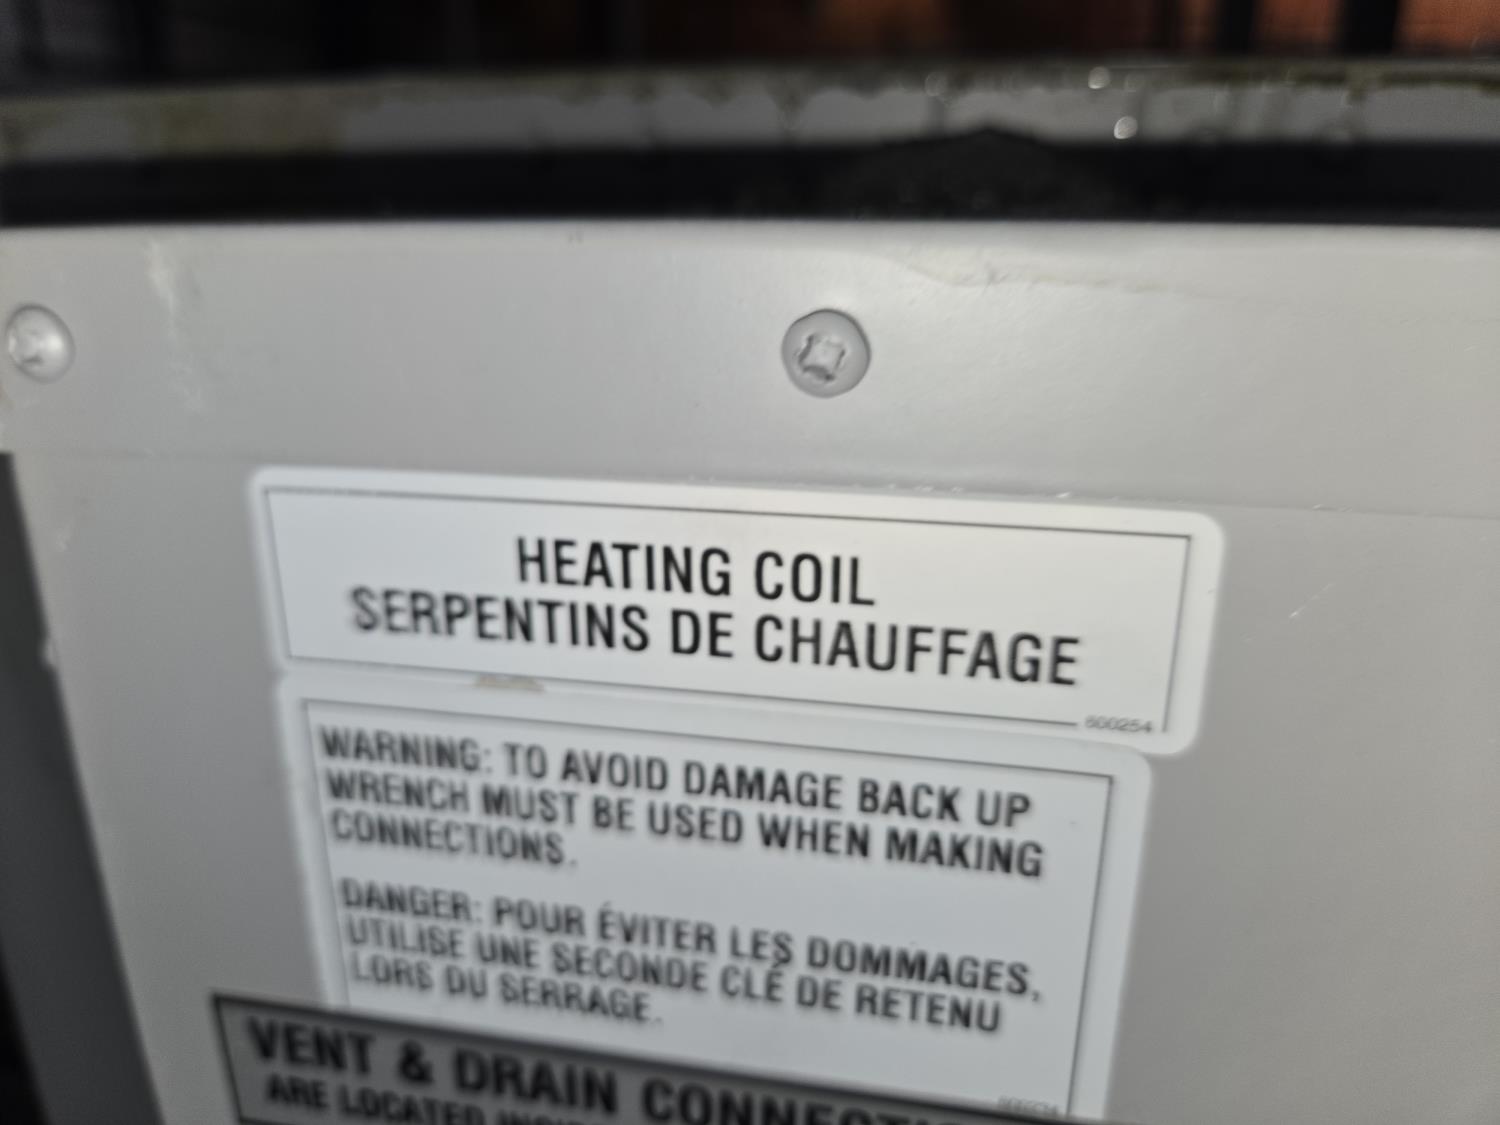 HEATING COIL
SERPENTINS DE CHAUFFAGE
600254
WARNING: TO AVOID DAMAGE BACK UP
WRENCH MUST BE USED WHEN MAKING
CONNECTIONS.
DANGER: POUR ÉVITER LES DOMMAGES,
UTILISE UNE SECONDE CLÉ DE RETENU
LORS DU SERRAGE.
VENT & DRAIN
ARE LOCATED